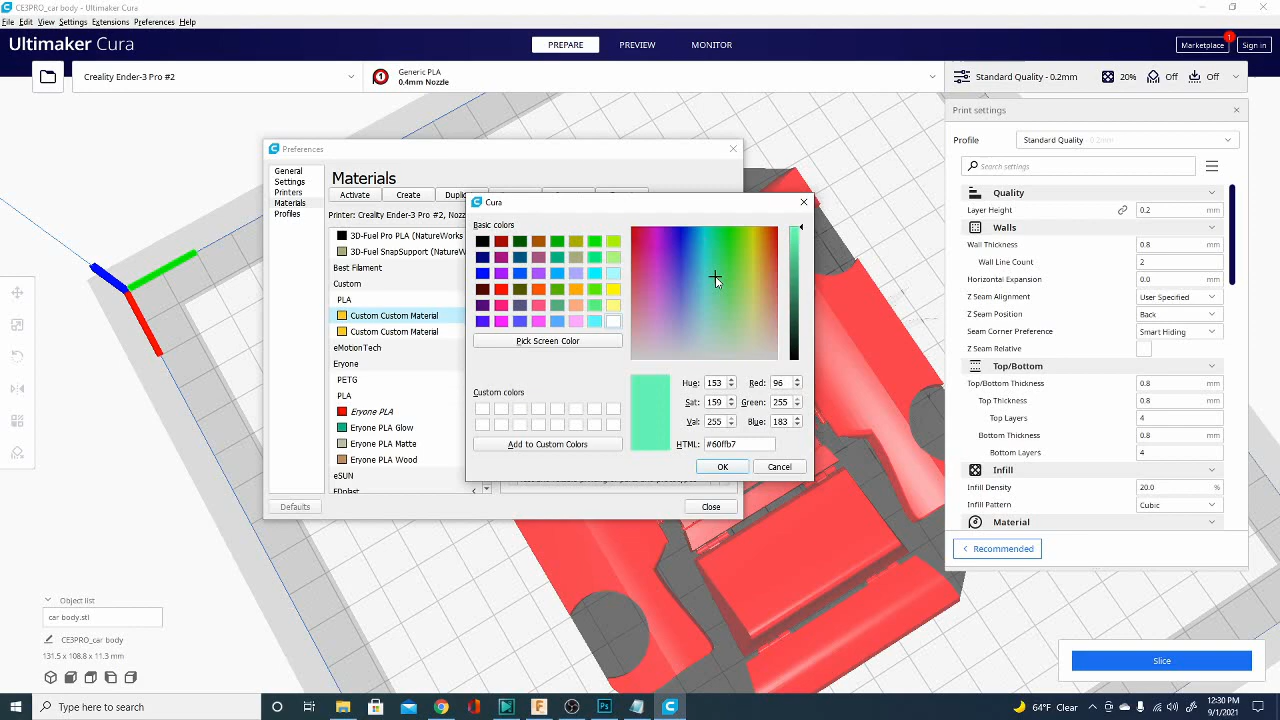 CE3PRO_car body - Ultimaker Cura
File Edit View Settings Extensions Preferences Help
Ultimaker Cura
PREPARE
PREVIEW
MONITOR
Marketplace
1
Sign in
Creality Ender-3 Pro #2
1
Generic PLA
0.4mm Nozzle
Standard Quality - 0.2mm
20%
Off
Off
Print settings
Profile
Standard Quality 0.2mm
Search settings
Quality
Layer Height
0.2 mm
Walls
Wall Thickness
0.8 mm
Wall Line Count
2
Horizontal Expansion
0.0 mm
Z Seam Alignment
User Specified
Z Seam Position
Back
Seam Corner Preference
Smart Hiding
Z Seam Relative
Top/Bottom
Top/Bottom Thickness
0.8 mm
Top Thickness
0.8 mm
Top Layers
4
Bottom Thickness
0.8 mm
Bottom Layers
4
Infill
Infill Density
20.0 %
Infill Pattern
Cubic
Material
Recommended
Preferences
General
Settings
Printers
Materials
Profiles
Defaults
Materials
Activate
Create
Printer: Creality Ender-3 Pro #2,
3D-Fuel Pro PLA (NatureWorks
3D-Fuel SnapSupport
Best Filament
Custom
PLA
Custom Custom Material
Custom Custom Material
eMotionTech
Eryone
PETG
PLA
Eryone PLA
Eryone PLA Glow
Eryone PLA Matte
Eryone PLA Wood
eSUN
Close
Cura
Basic colors
Pick Screen Color
Custom colors
Add to Custom Colors
Hue: 153
Sat: 159
Val: 255
Red: 96
Green: 255
Blue: 183
HTML: #60ffb7
OK
Cancel
Object list
car body.stl
CE3PRO_car body
131.5 x 108.8 x 11.3 mm
Slice
Type here to search
Ps
64°F Clear
12:30 PM
9/1/2021